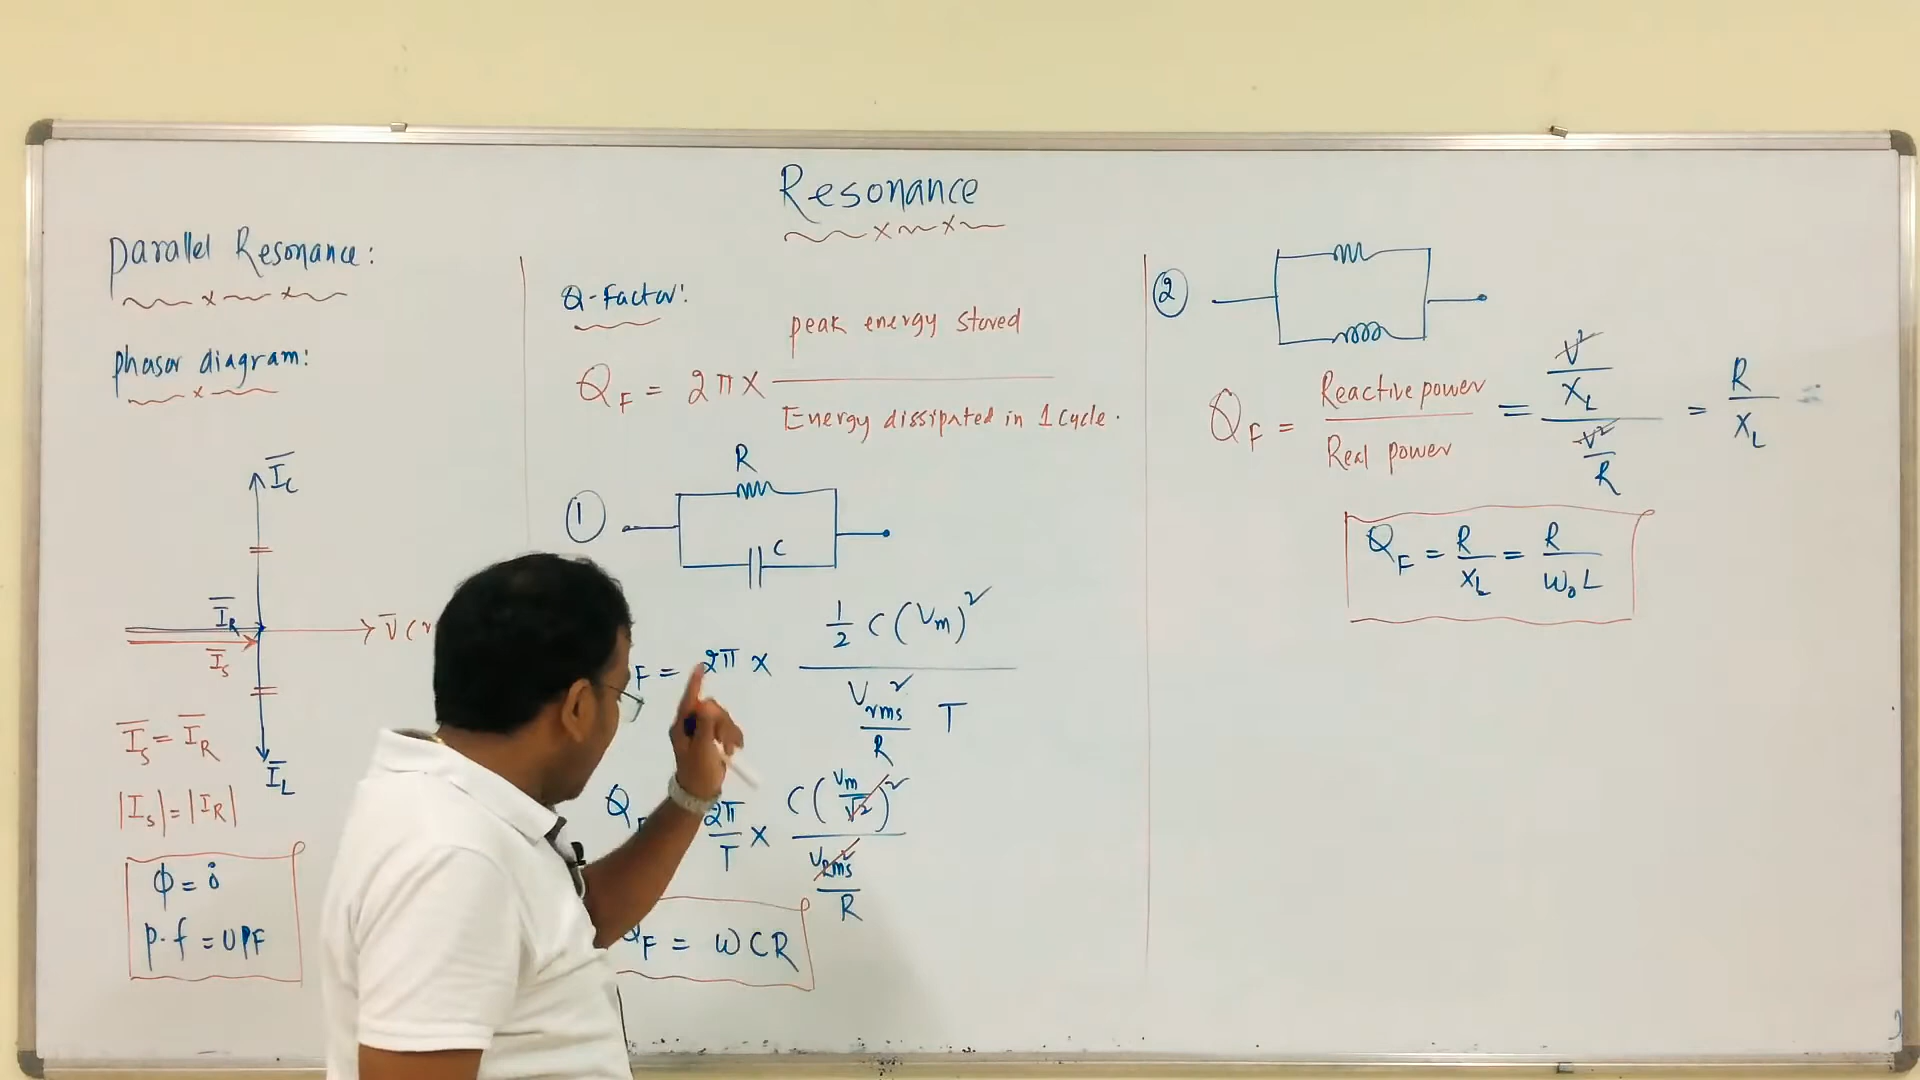 Resonance
Parallel Resonance:
phasor diagram:
I_C
I_R
V
I_S
I_L
I_S = I_R
|I_S| = |I_R|
ϕ = 0
p.f = UPF
Q-Factor:
Q_F = 2π × peak energy stored / Energy dissipated in 1 cycle.
①
R
C
F = 2π × ½ C (V_m)² / (V_rms² / R) T
Q = 2π/T × C (V_m/√2)² / (V_rms² / R)
Q_F = ωCR
②
Q_F = Reactive power / Real power = (V²/X_L) / (V²/R) = R/X_L =
Q_F = R/X_L = R/ω₀L